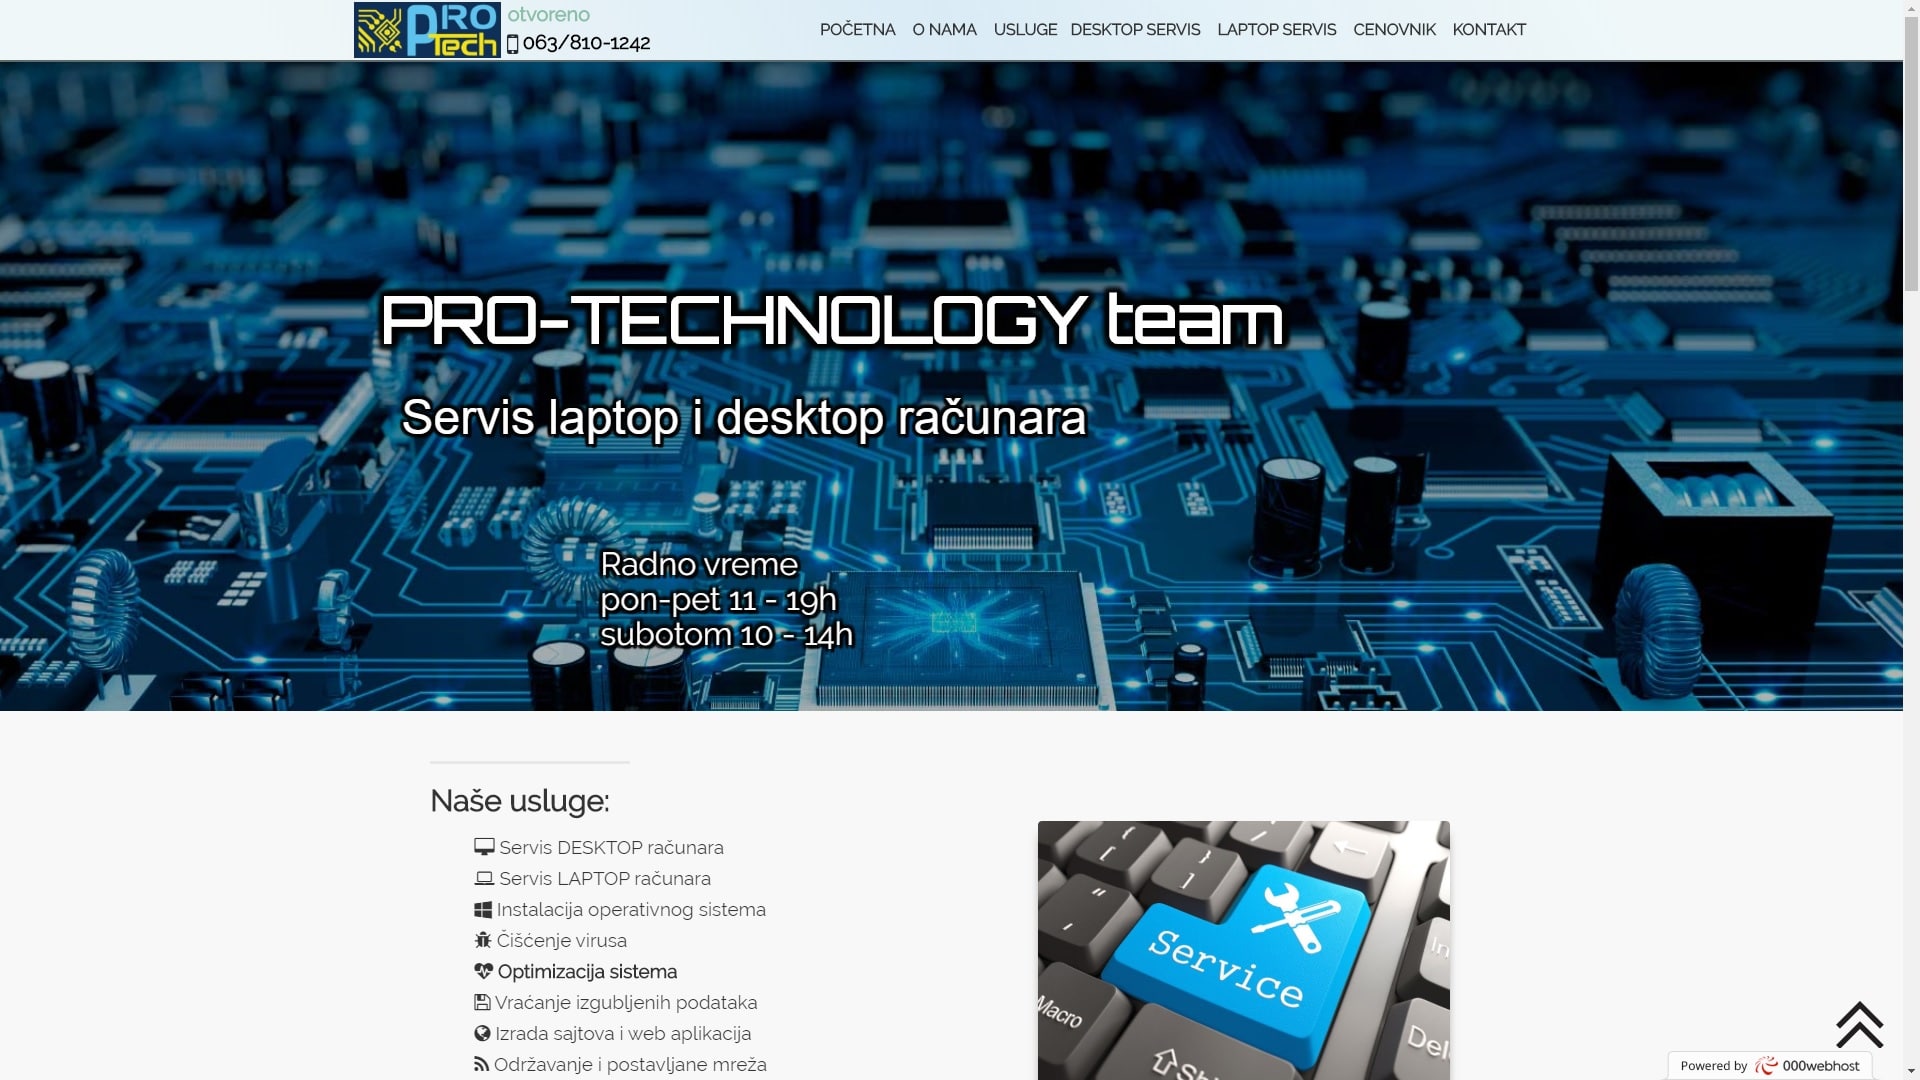 PRO
Tech
otvoreno
063/810-1242
POČETNA O NAMA USLUGE DESKTOP SERVIS LAPTOP SERVIS CENOVNIK KONTAKT
PRO-TECHNOLOGY team
Servis laptop i desktop računara
Radno vreme
pon-pet 11 - 19h
subotom 10 - 14h
Naše usluge:
Servis DESKTOP računara
Servis LAPTOP računara
Instalacija operativnog sistema
Čišćenje virusa
Optimizacija sistema
Vraćanje izgubljenih podataka
Izrada sajtova i web aplikacija
Održavanje i postavljane mreža
Service
Macro
Powered by 000webhost